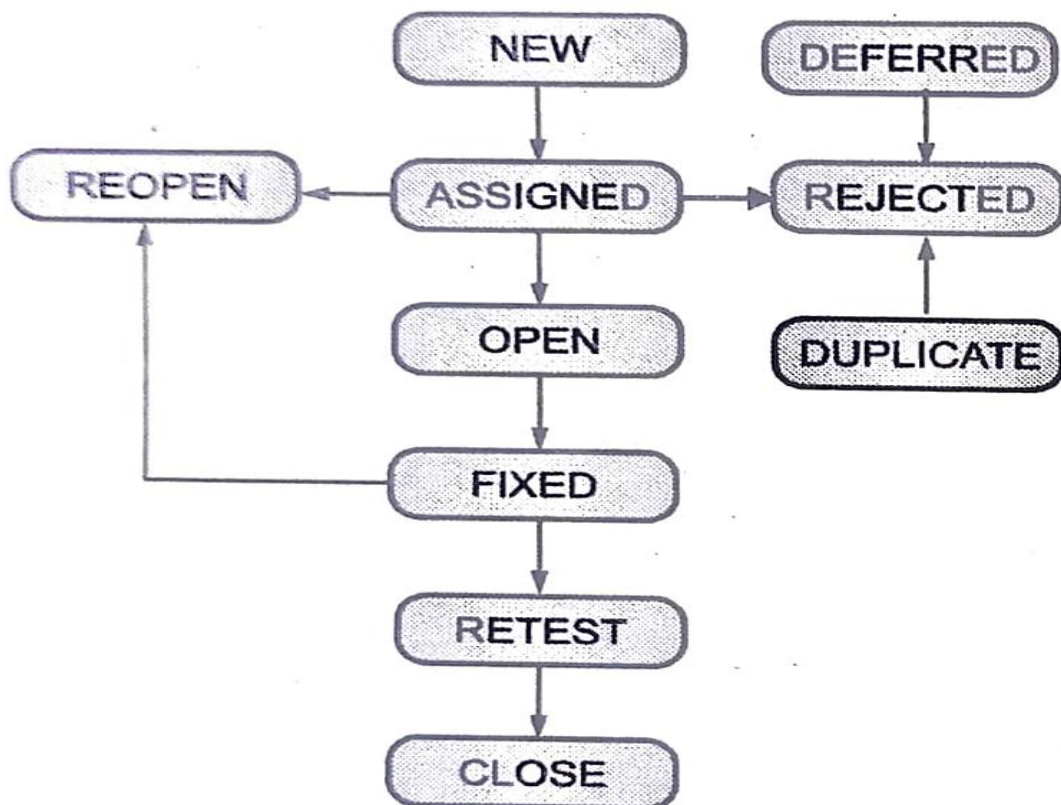 NEW
DEFERRED
REOPEN
ASSIGNED
REJECTED
OPEN
DUPLICATE
FIXED
RETEST
CLOSE